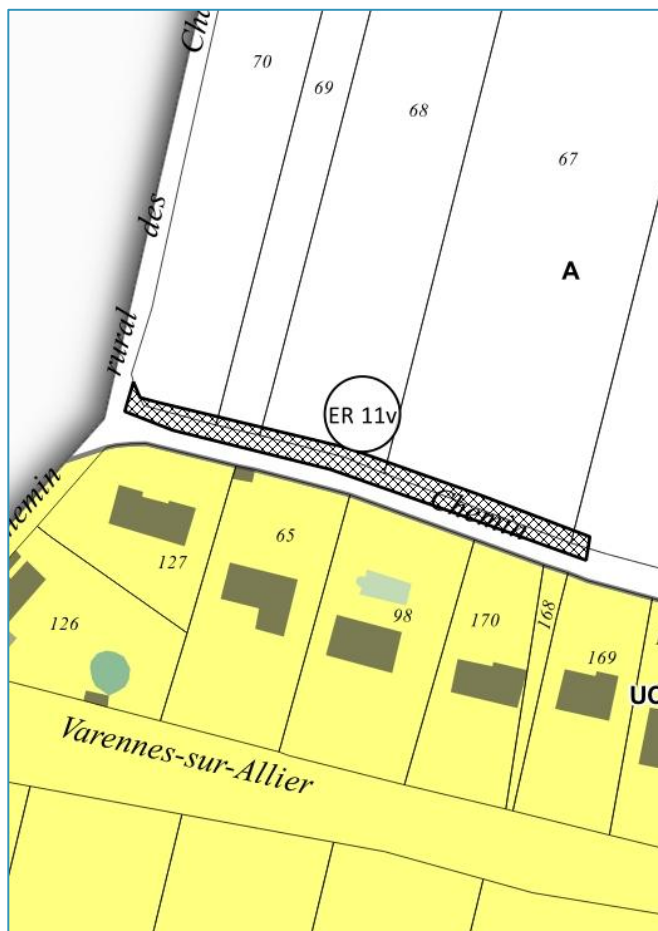 Ch
70
69
68
67
des
A
rural
ER 11v
Chemin
hemin
65
127
98
170
168
169
126
UC
Varennes-sur-Allier